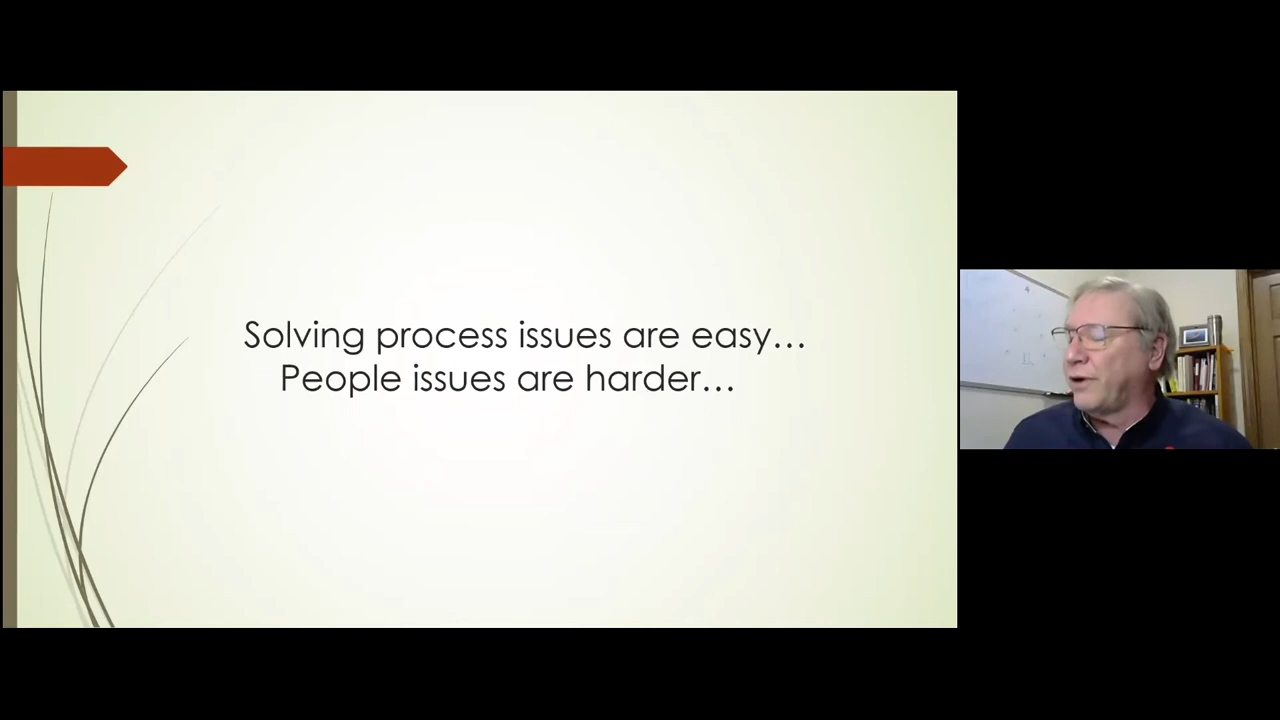 Solving process issues are easy…
People issues are harder…